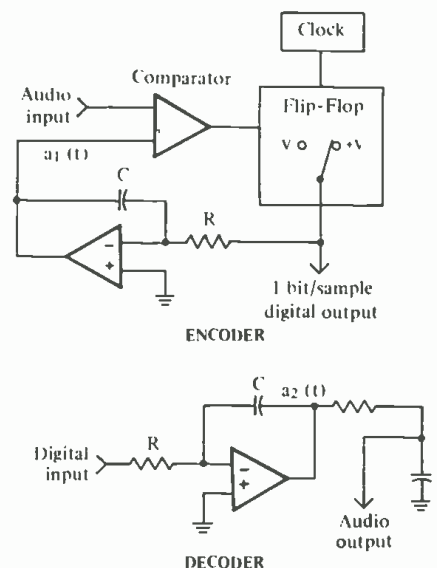 Clock
Comparator
Audio
input
Flip-Flop
V
+V
a1 (t)
C
R
-
+
1 bit/sample
digital output
ENCODER
C
a2 (t)
R
Digital
input
-
+
Audio
output
DECODER